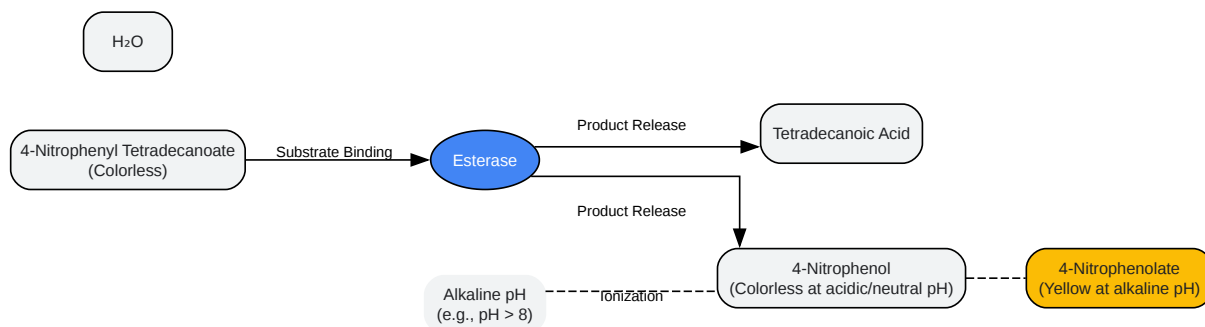 H₂O
4-Nitrophenyl Tetradecanoate
(Colorless)
Substrate Binding
Esterase
Product Release
Tetradecanoic Acid
Product Release
4-Nitrophenol
(Colorless at acidic/neutral pH)
4-Nitrophenolate
(Yellow at alkaline pH)
Alkaline pH
(e.g., pH > 8)
Ionization